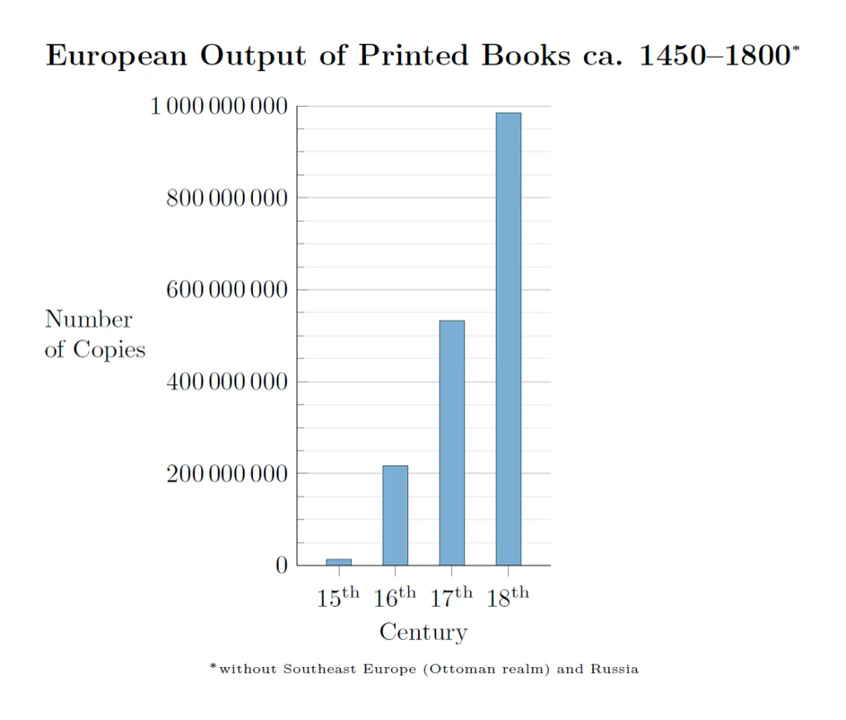 European Output of Printed Books ca. 1450–1800*
1 000 000 000
800 000 000
600 000 000
Number
of Copies
400 000 000
200 000 000
0
15th 16th 17th 18th
Century
*without Southeast Europe (Ottoman realm) and Russia